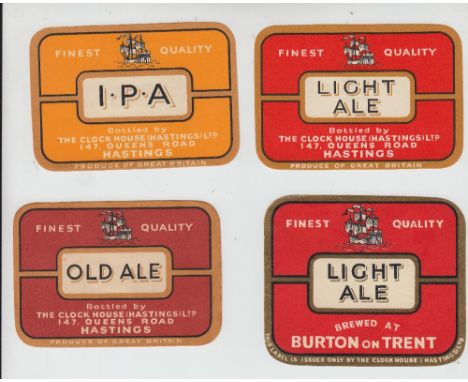 FINEST QUALITY
I·P·A
Bottled by
THE CLOCK HOUSE (HASTINGS) LTD
147, QUEENS ROAD
HASTINGS
PRODUCE OF GREAT BRITAIN
FINEST QUALITY
LIGHT
ALE
Bottled by
THE CLOCK HOUSE (HASTINGS) LTD
147, QUEENS ROAD
HASTINGS
PRODUCE OF GREAT BRITAIN
FINEST QUALITY
OLD ALE
Bottled by
THE CLOCK HOUSE (HASTINGS) LTD
147, QUEENS ROAD
HASTINGS
PRODUCE OF GREAT BRITAIN
FINEST QUALITY
LIGHT
ALE
BREWED AT
BURTON ON TRENT
THIS LABEL IS ISSUED ONLY BY THE CLOCK HOUSE (HASTINGS) LTD